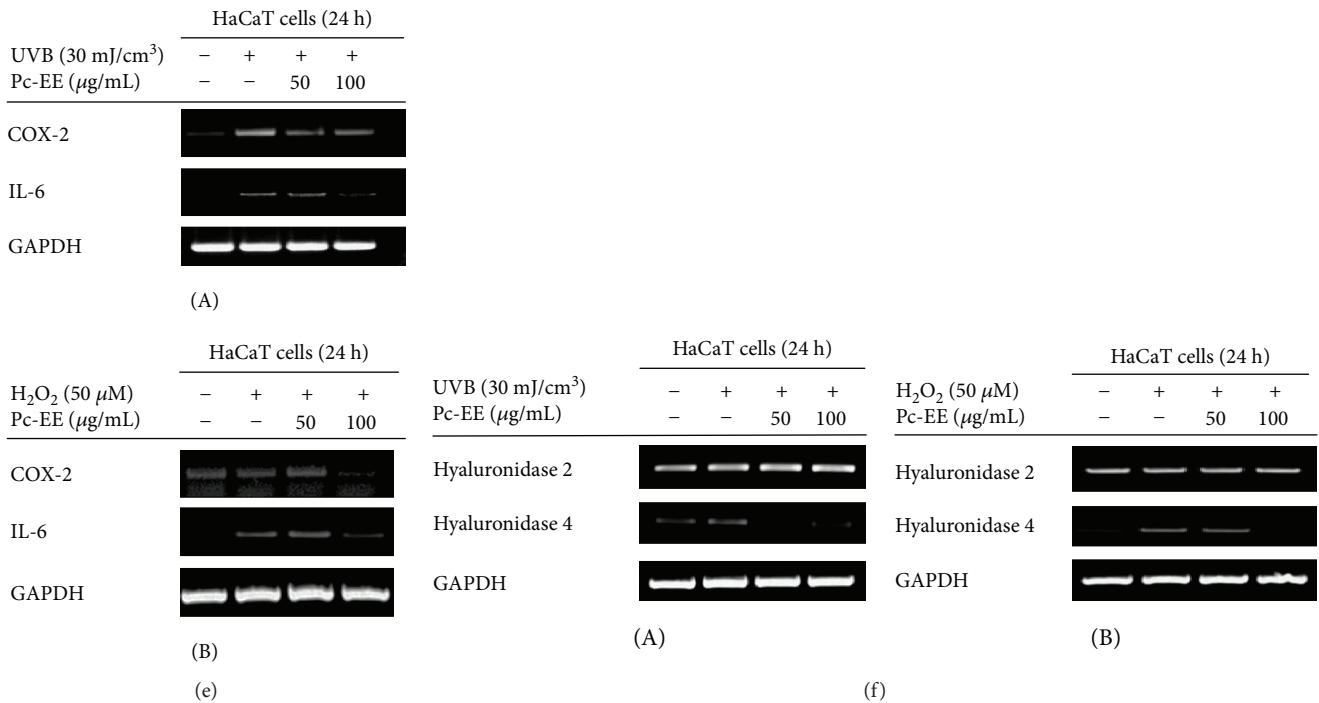 HaCaT cells (24 h)
UVB (30 mJ/cm³) − + + +
Pc-EE (μg/mL) − − 50 100
COX-2
IL-6
GAPDH
(A)
HaCaT cells (24 h)
H₂O₂ (50 μM) − + + +
Pc-EE (μg/mL) − − 50 100
COX-2
IL-6
GAPDH
(B)
(e)
HaCaT cells (24 h)
UVB (30 mJ/cm³) − + + +
Pc-EE (μg/mL) − − 50 100
Hyaluronidase 2
Hyaluronidase 4
GAPDH
(A)
HaCaT cells (24 h)
H₂O₂ (50 μM) − + + +
Pc-EE (μg/mL) − − 50 100
Hyaluronidase 2
Hyaluronidase 4
GAPDH
(B)
(f)